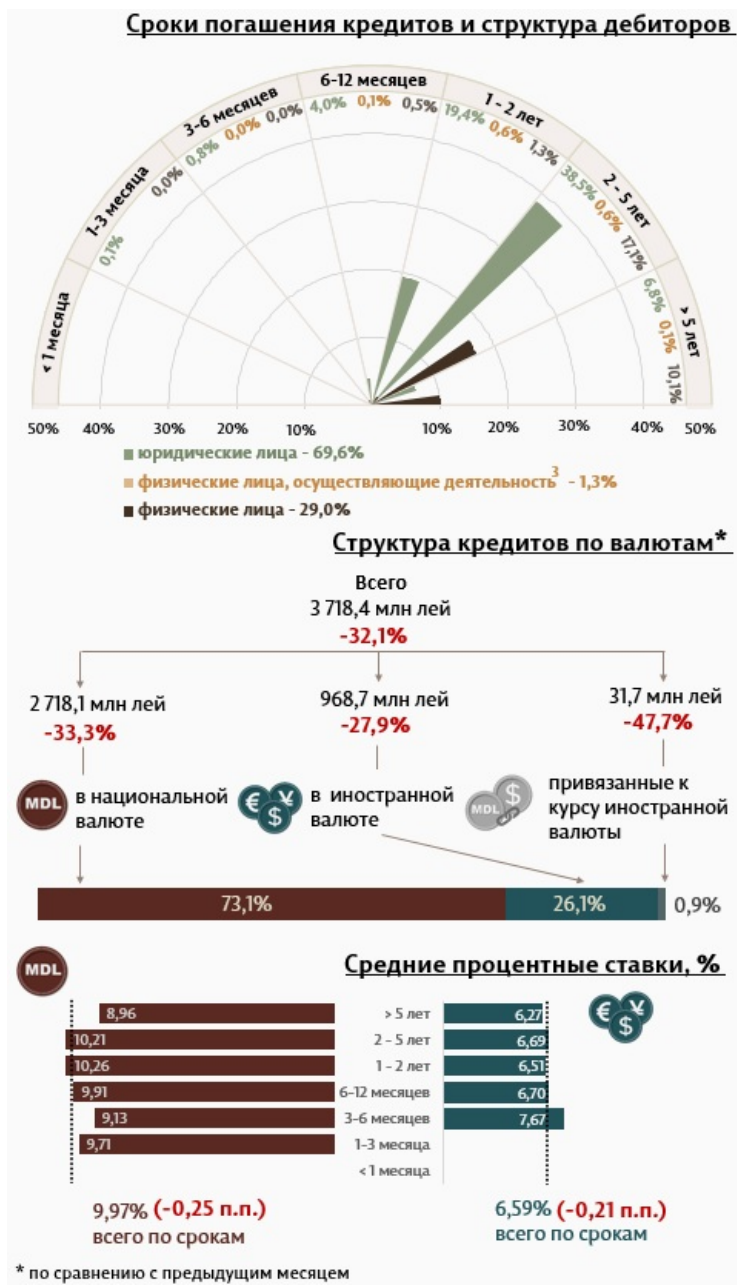 Сроки погашения кредитов и структура дебиторов
< 1 месяца
1-3 месяца
3-6 месяцев
6-12 месяцев
1 - 2 лет
2 - 5 лет
> 5 лет
0,1%
0,0%
0,8%
0,0%
0,0%
4,0%
0,1%
0,5%
19,4%
0,6%
1,3%
38,5%
0,6%
17,1%
6,8%
0,1%
10,1%
50% 40% 30% 20% 10% 10% 20% 30% 40% 50%
юридические лица - 69,6%
физические лица, осуществляющие деятельность³ - 1,3%
физические лица - 29,0%
Структура кредитов по валютам*
Всего
3 718,4 млн лей
-32,1%
2 718,1 млн лей
-33,3%
968,7 млн лей
-27,9%
31,7 млн лей
-47,7%
MDL
в национальной
валюте
€ ¥ $
в иностранной
валюте
MDL $
привязанные к
курсу иностранной
валюты
73,1% 26,1% 0,9%
MDL
Средние процентные ставки, %
€ ¥ $
8,96 > 5 лет 6,27
10,21 2 - 5 лет 6,69
10,26 1 - 2 лет 6,51
9,91 6-12 месяцев 6,70
9,13 3-6 месяцев 7,67
9,71 1-3 месяца
< 1 месяца
9,97% (-0,25 п.п.)
всего по срокам
6,59% (-0,21 п.п.)
всего по срокам
* по сравнению с предыдущим месяцем